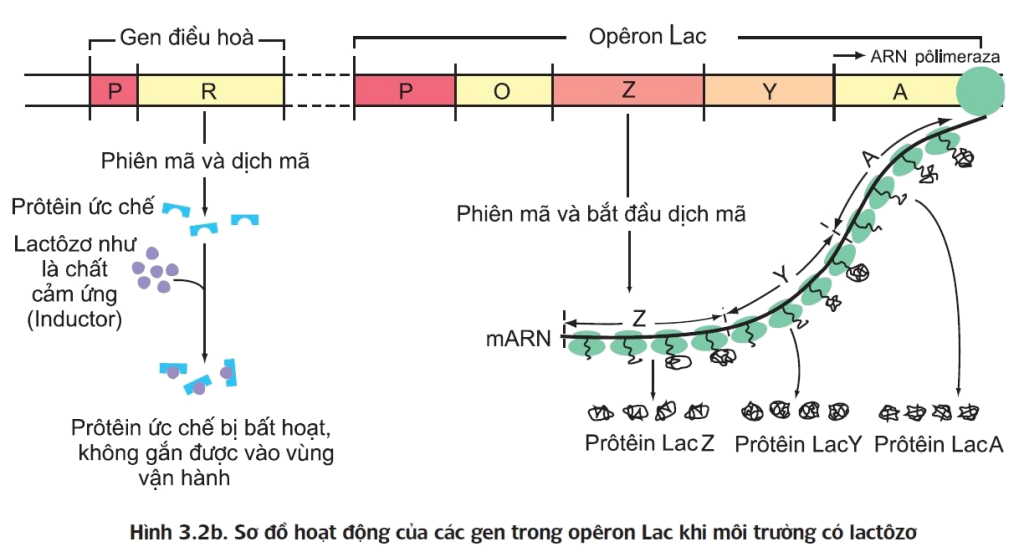 Gen điều hoà
Opêron Lac
ARN pôlimeraza
P R P O Z Y A
Phiên mã và dịch mã
Prôtêin ức chế
Lactôzơ như
là chất
cảm ứng
(Inductor)
Prôtêin ức chế bị bất hoạt,
không gắn được vào vùng
vận hành
Phiên mã và bắt đầu dịch mã
A
Y
Z
mARN
Prôtêin Lac Z
Prôtêin LacY
Prôtêin LacA
Hình 3.2b. Sơ đồ hoạt động của các gen trong opêron Lac khi môi trường có lactôzơ